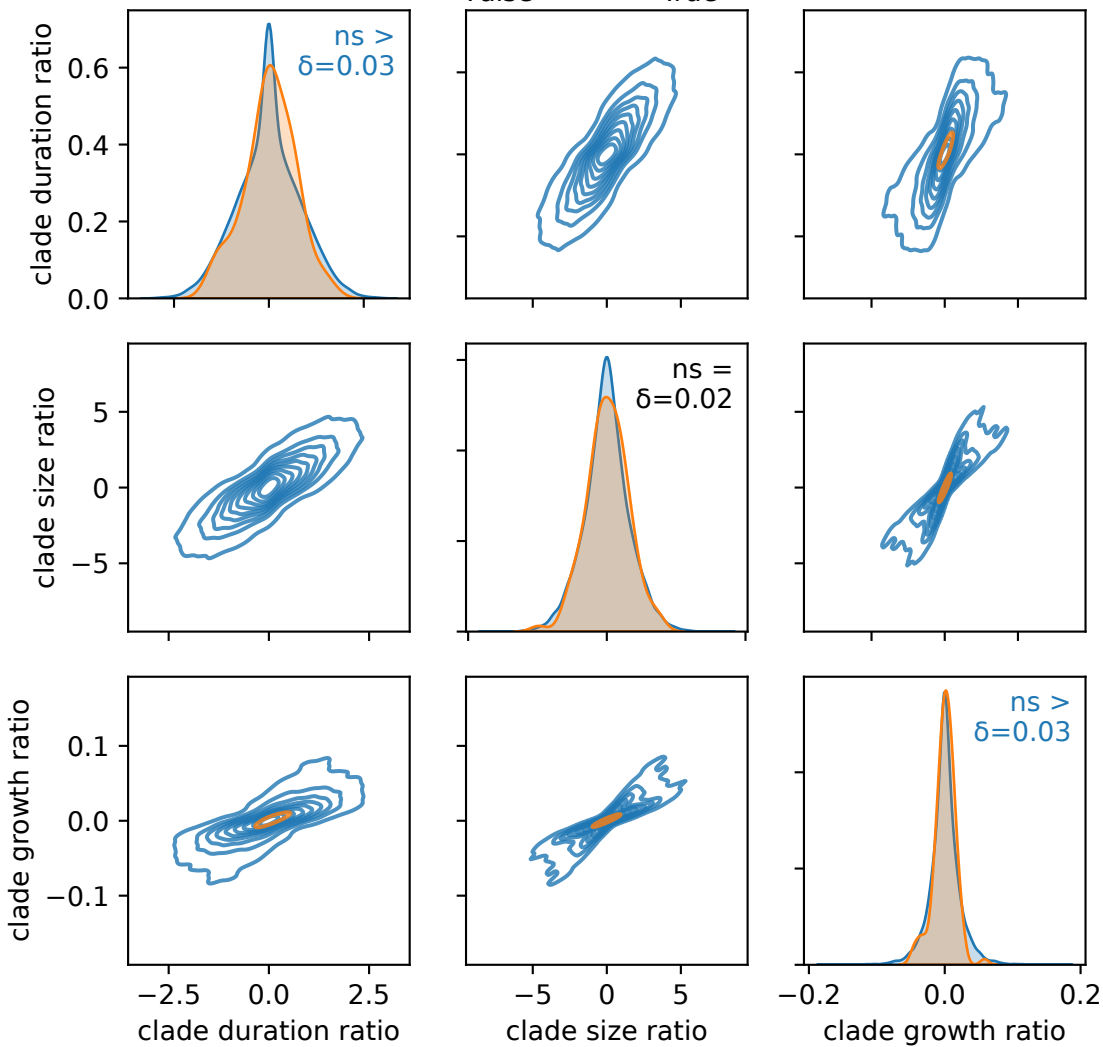 clade duration ratio
0.6
0.4
0.2
0.0
ns >
δ=0.03
clade size ratio
5
0
−5
ns =
δ=0.02
clade growth ratio
0.1
0.0
−0.1
ns >
δ=0.03
−2.5
0.0
2.5
−5
0
5
−0.2
0.0
0.2
clade duration ratio
clade size ratio
clade growth ratio